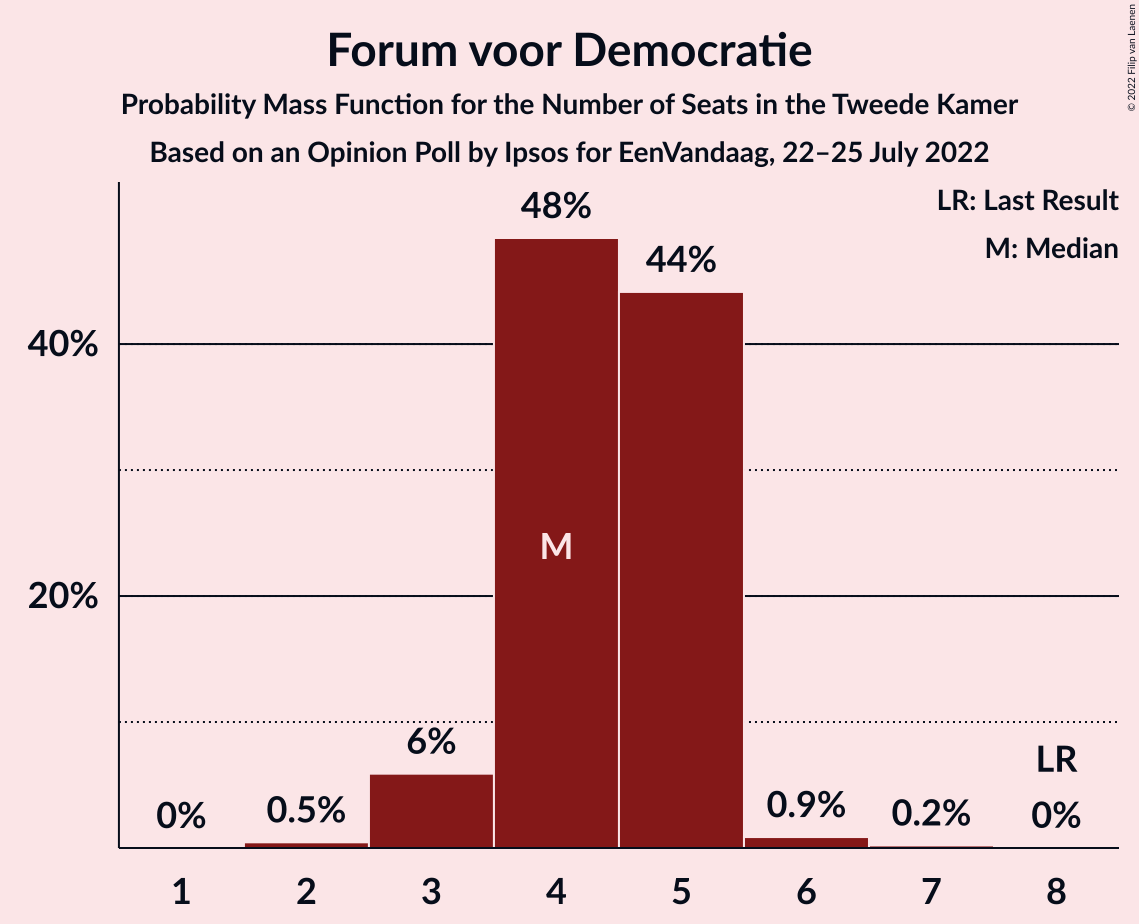 Forum voor Democratie
Probability Mass Function for the Number of Seats in the Tweede Kamer
Based on an Opinion Poll by Ipsos for EenVandaag, 22–25 July 2022
© 2022 Filip van Laenen
LR: Last Result
M: Median
48%
44%
40%
M
20%
6%
LR
0%
0.5%
0.9%
0.2%
0%
1 2 3 4 5 6 7 8